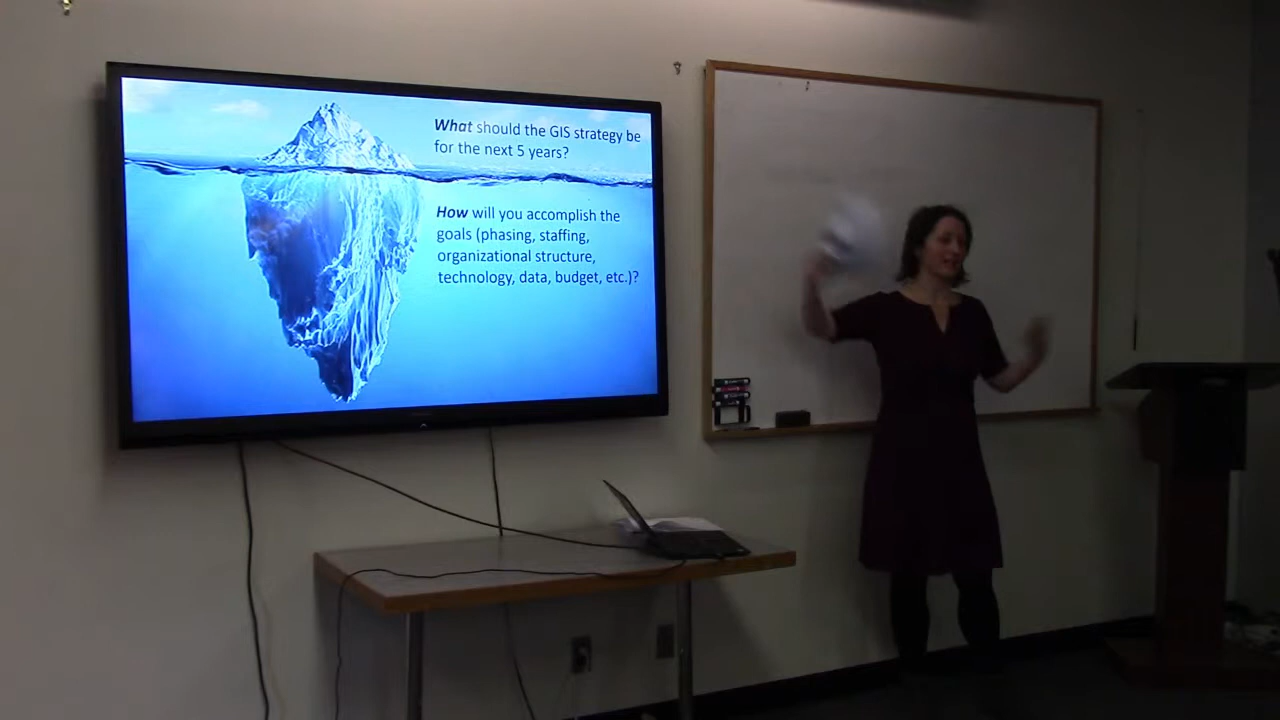 What should the GIS strategy be
for the next 5 years?
How will you accomplish the
goals (phasing, staffing,
organizational structure,
technology, data, budget, etc.)?